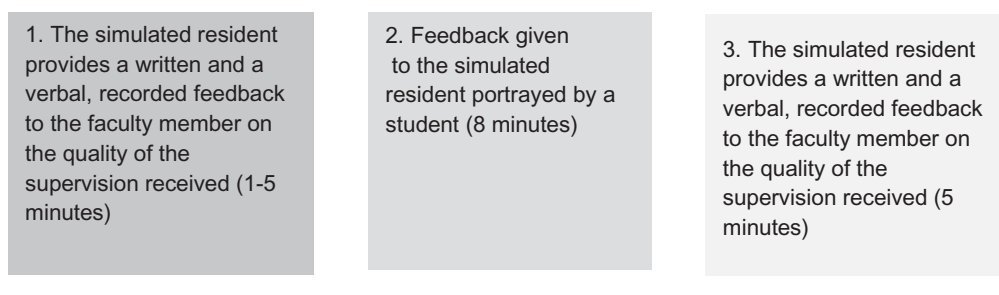 1. The simulated resident
provides a written and a
verbal, recorded feedback
to the faculty member on
the quality of the
supervision received (1-5
minutes)
2. Feedback given
to the simulated
resident portrayed by a
student (8 minutes)
3. The simulated resident
provides a written and a
verbal, recorded feedback
to the faculty member on
the quality of the
supervision received (5
minutes)